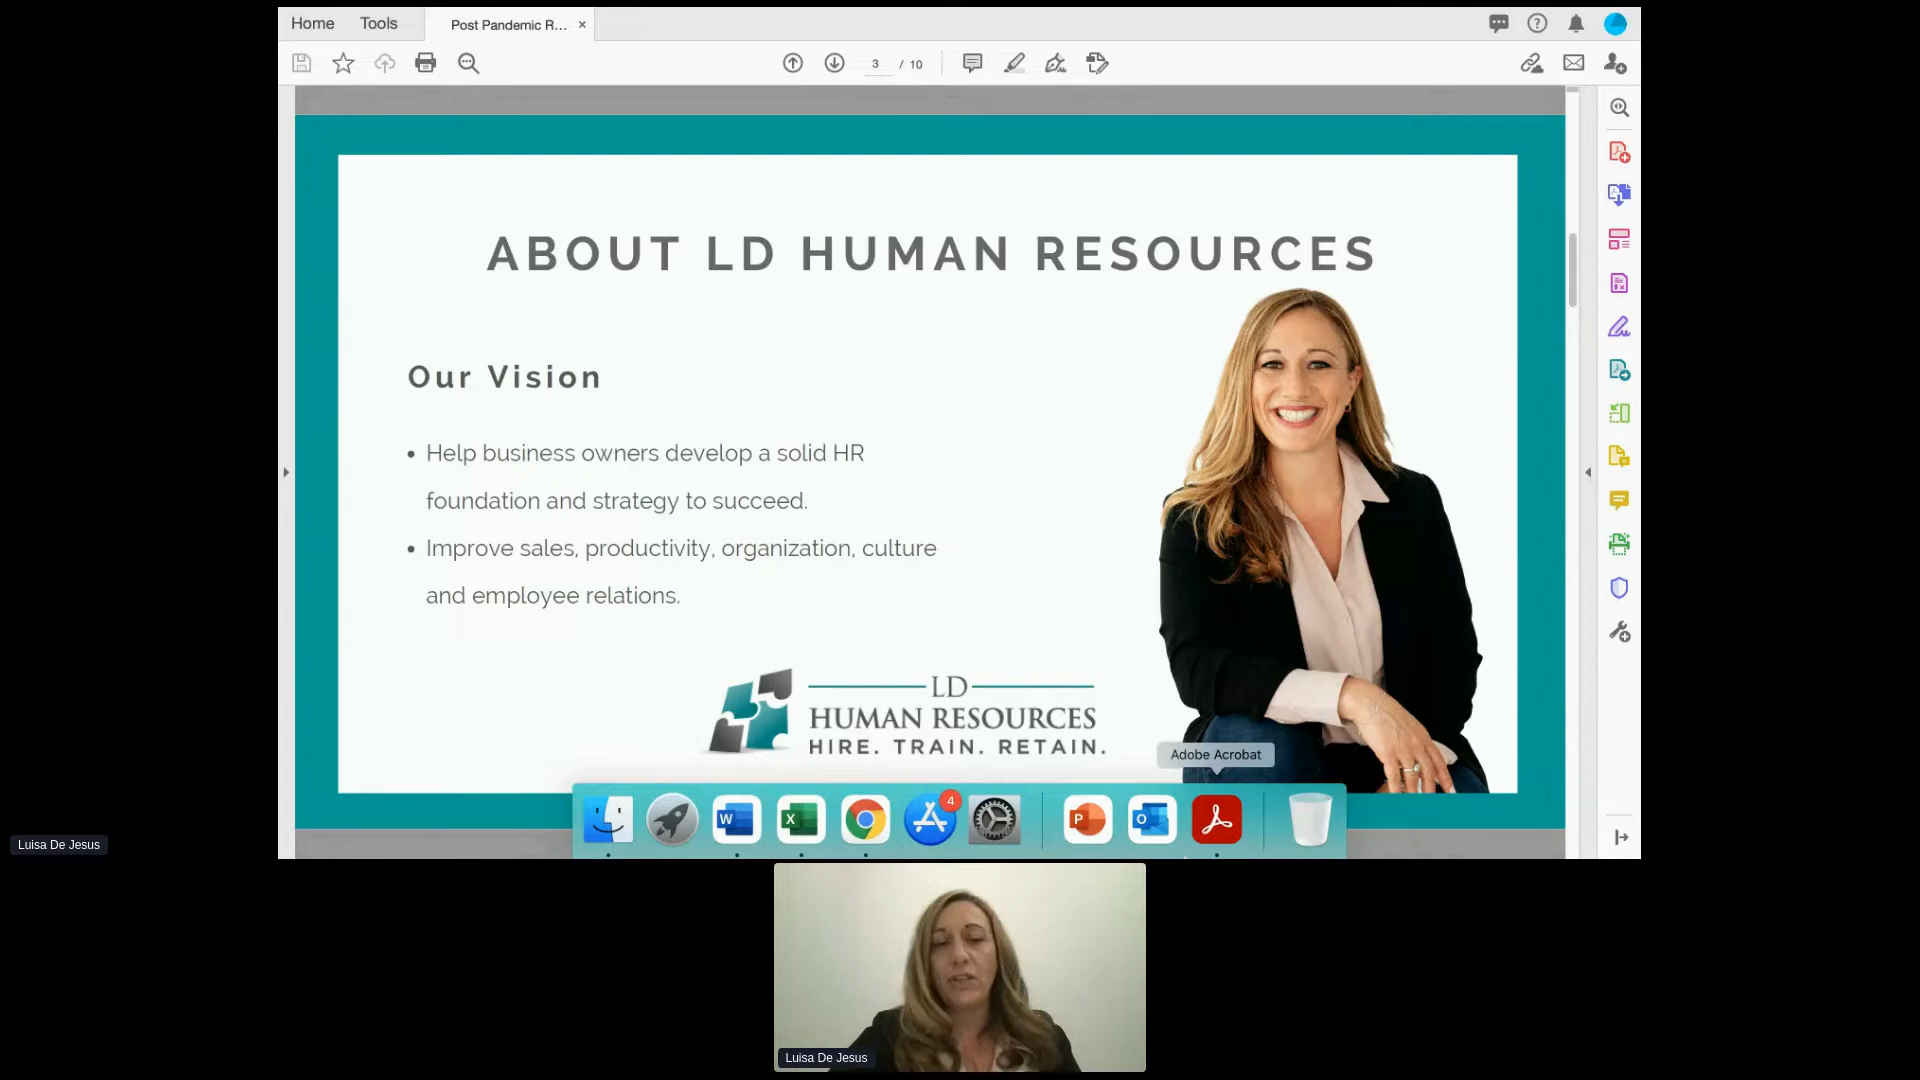 Home
Tools
Post Pandemic R...
3 / 10
ABOUT LD HUMAN RESOURCES
Our Vision
• Help business owners develop a solid HR
foundation and strategy to succeed.
• Improve sales, productivity, organization, culture
and employee relations.
LD
HUMAN RESOURCES
HIRE. TRAIN. RETAIN.
Adobe Acrobat
W
X
4
P
O
Luisa De Jesus
Luisa De Jesus